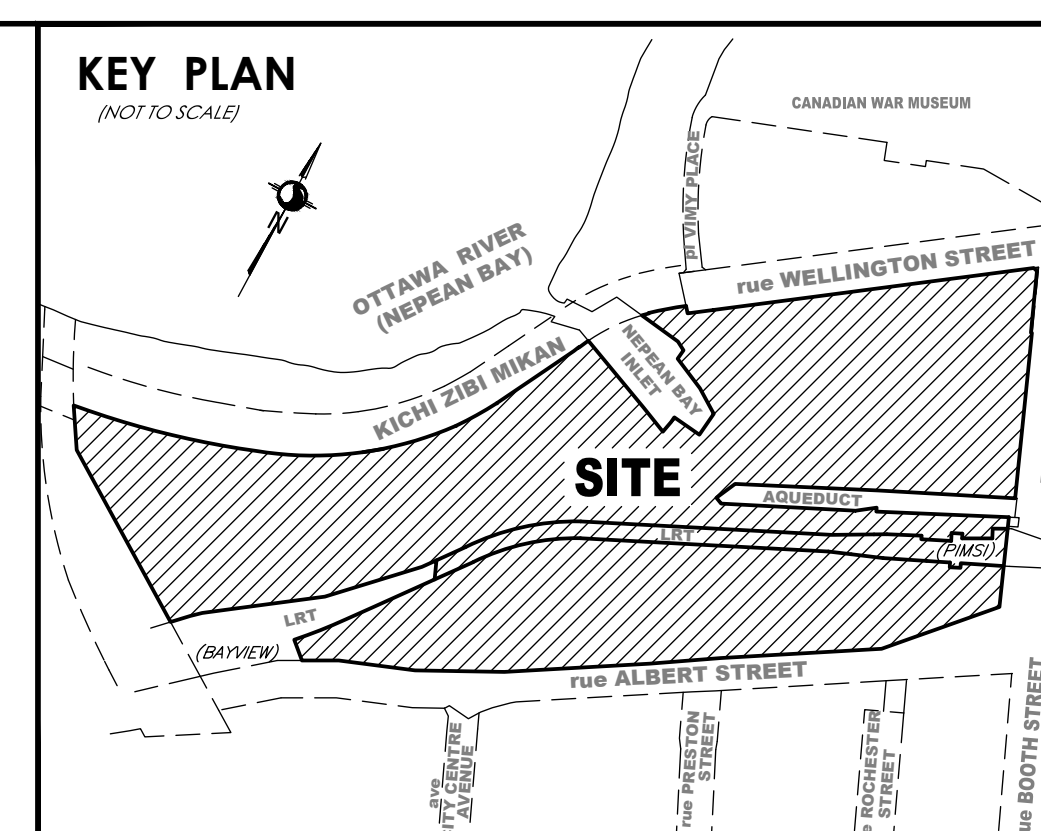 KEY PLAN
(NOT TO SCALE)
CANADIAN WAR MUSEUM
N
pl VIMY PLACE
OTTAWA RIVER
(NEPEAN BAY)
rue WELLINGTON STREET
KICHI ZIBI MIKAN
NEPEAN BAY
INLET
SITE
AQUEDUCT
LRT
(PIMSI)
LRT
(BAYVIEW)
rue ALBERT STREET
ave
CITY CENTRE
AVENUE
rue PRESTON
STREET
e ROCHESTER
STREET
rue BOOTH STREET